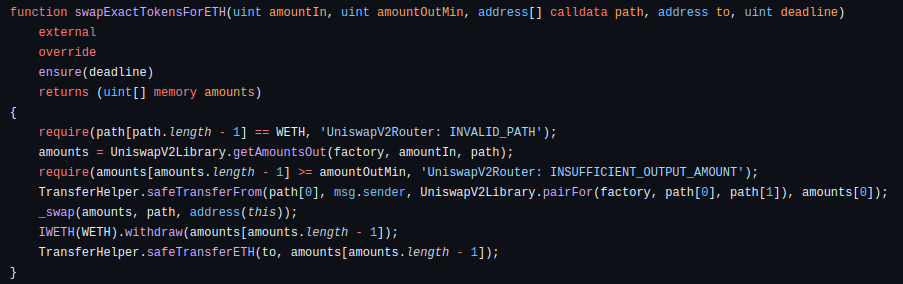 function swapExactTokensForETH(uint amountIn, uint amountOutMin, address[] calldata path, address to, uint deadline)
    external
    override
    ensure(deadline)
    returns (uint[] memory amounts)
{
    require(path[path.length - 1] == WETH, 'UniswapV2Router: INVALID_PATH');
    amounts = UniswapV2Library.getAmountsOut(factory, amountIn, path);
    require(amounts[amounts.length - 1] >= amountOutMin, 'UniswapV2Router: INSUFFICIENT_OUTPUT_AMOUNT');
    TransferHelper.safeTransferFrom(path[0], msg.sender, UniswapV2Library.pairFor(factory, path[0], path[1]), amounts[0]);
    _swap(amounts, path, address(this));
    IWETH(WETH).withdraw(amounts[amounts.length - 1]);
    TransferHelper.safeTransferETH(to, amounts[amounts.length - 1]);
}